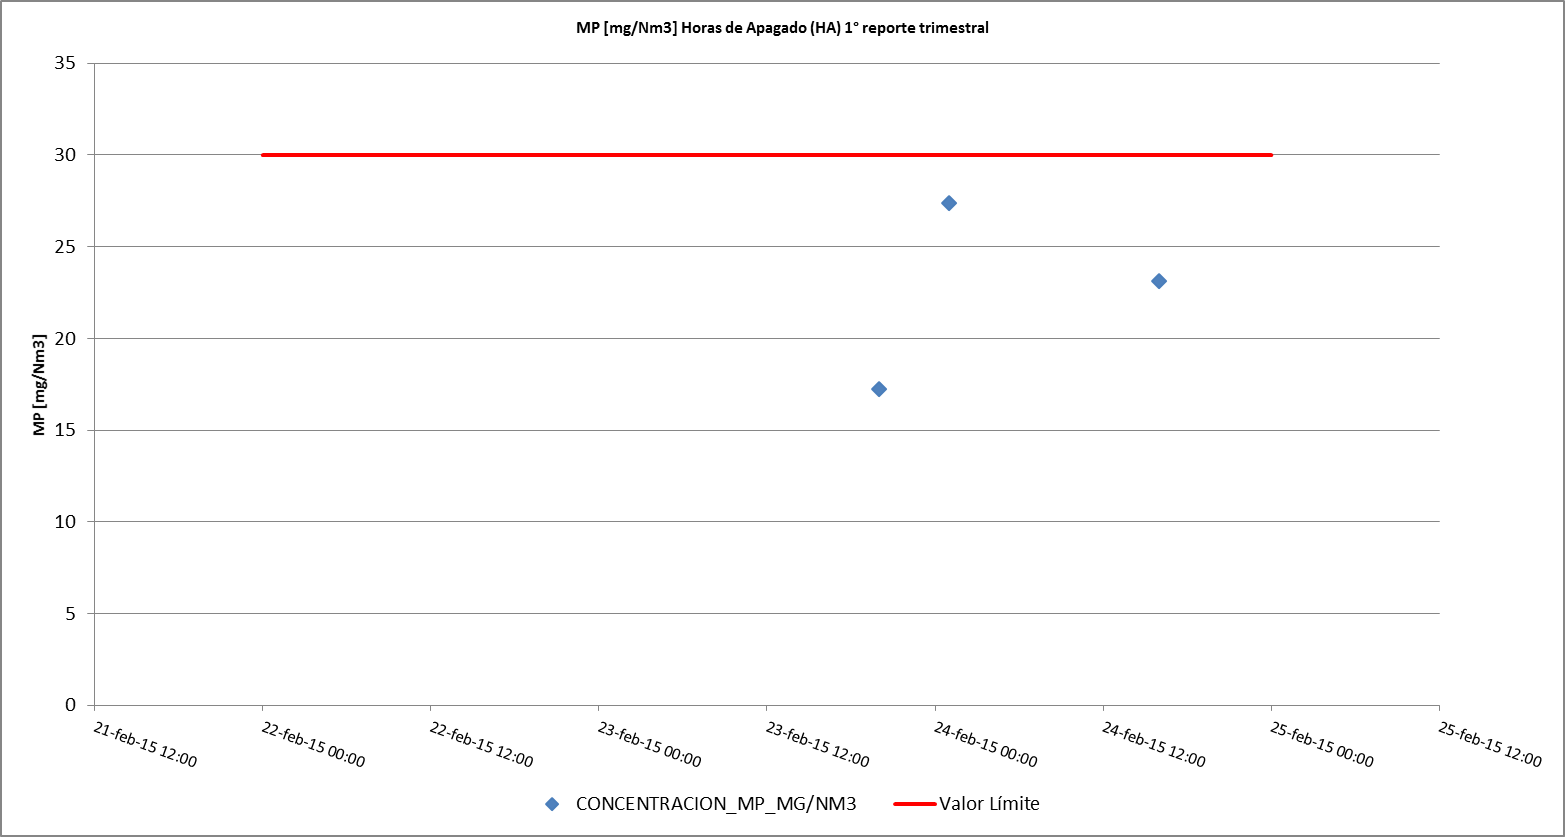 MP [mg/Nm3] Horas de Apagado (HA) 1° reporte trimestral
35
30
25
20
15
10
5
0
MP [mg/Nm3]
21-feb-15 12:00
22-feb-15 00:00
22-feb-15 12:00
23-feb-15 00:00
23-feb-15 12:00
24-feb-15 00:00
24-feb-15 12:00
25-feb-15 00:00
25-feb-15 12:00
CONCENTRACION_MP_MG/NM3
Valor Límite